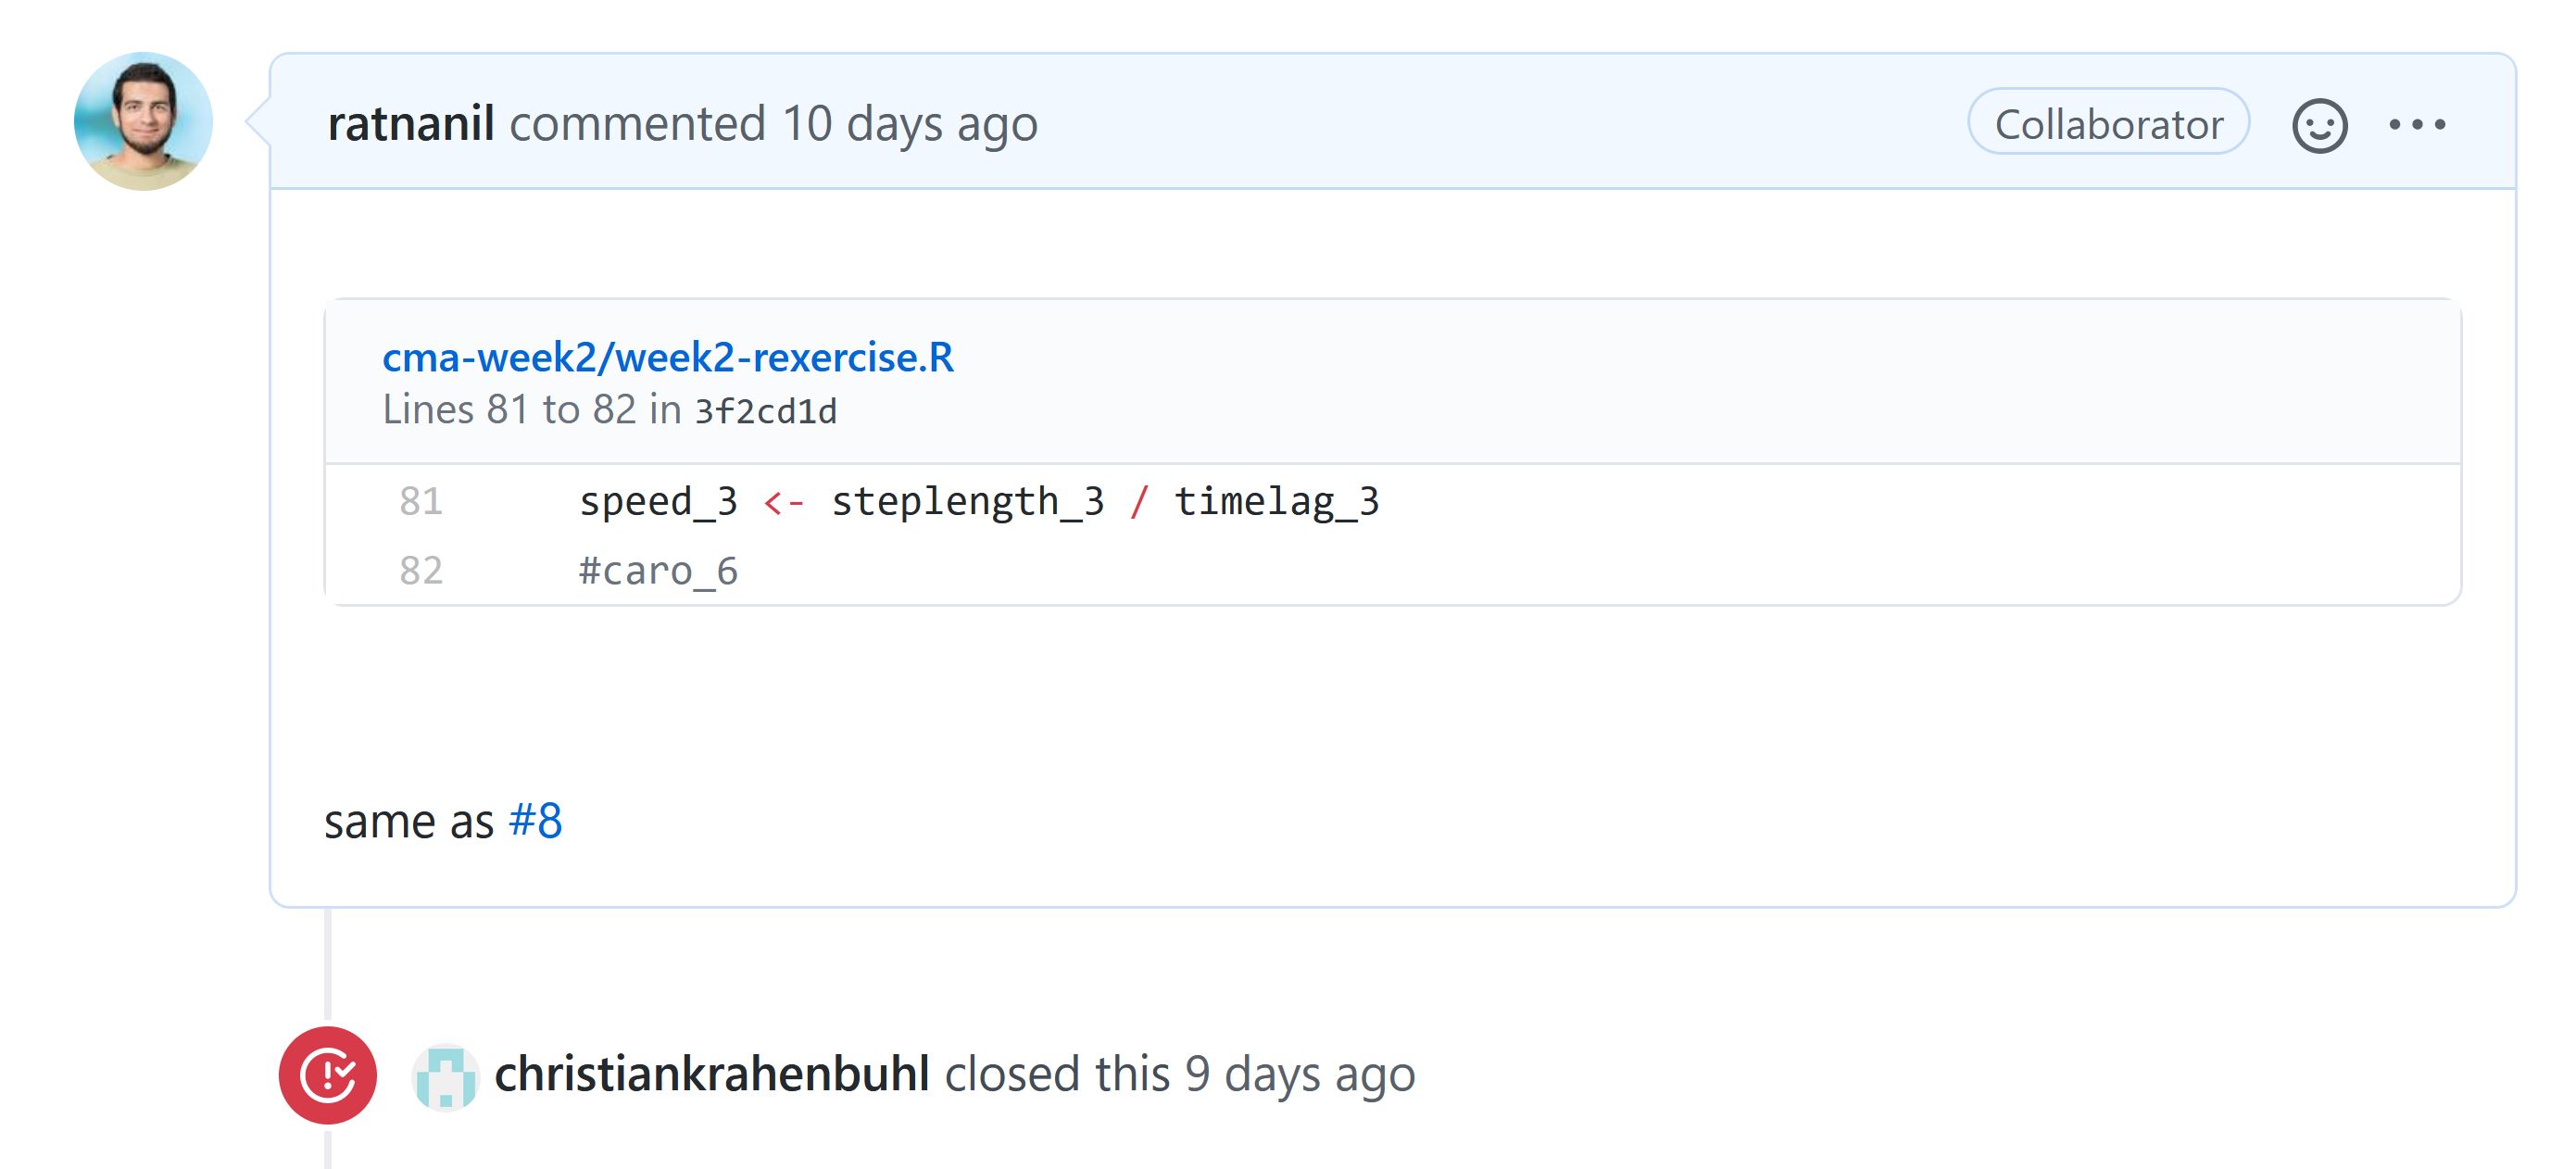 ratnanil commented 10 days ago Collaborator
cma-week2/week2-rexercise.R
Lines 81 to 82 in 3f2cd1d
81 speed_3 <- steplength_3 / timelag_3
82 #caro_6
same as #8
christiankrahenbuhl closed this 9 days ago